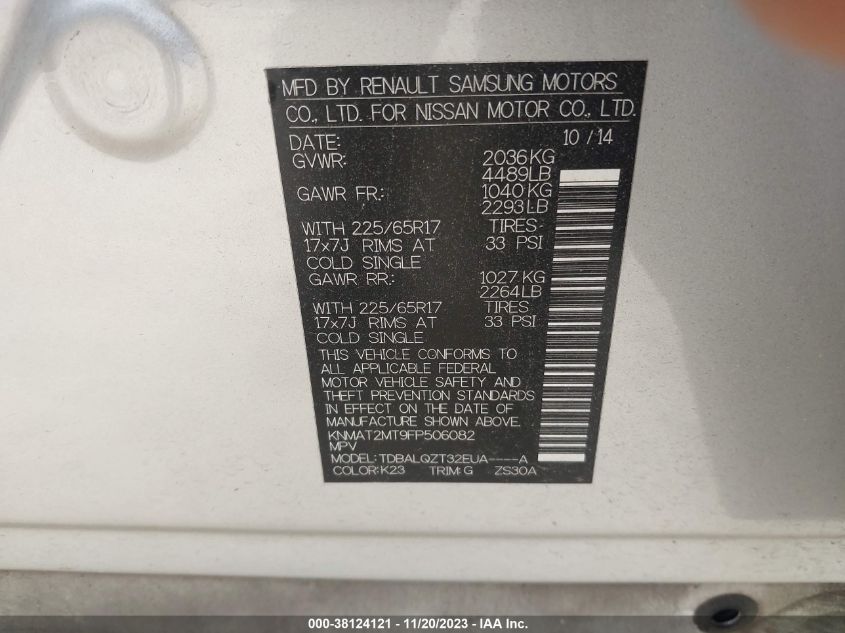 MFD BY RENAULT SAMSUNG MOTORS
CO., LTD. FOR NISSAN MOTOR CO., LTD.
DATE: 10 / 14
GVWR: 2036KG
4489LB
GAWR FR.: 1040KG
2293LB
WITH 225/65R17 TIRES
17x7J RIMS AT 33 PSI
COLD SINGLE
GAWR RR.: 1027KG
2264LB
WITH 225/65R17 TIRES
17x7J RIMS AT 33 PSI
COLD SINGLE
THIS VEHICLE CONFORMS TO
ALL APPLICABLE FEDERAL
MOTOR VEHICLE SAFETY AND
THEFT PREVENTION STANDARDS
IN EFFECT ON THE DATE OF
MANUFACTURE SHOWN ABOVE.
KNMAT2MT9FP506082
MPV
MODEL: TDBALQZT32EUA----A
COLOR: K23 TRIM: G ZS30A
000-38124121 - 11/20/2023 - IAA Inc.